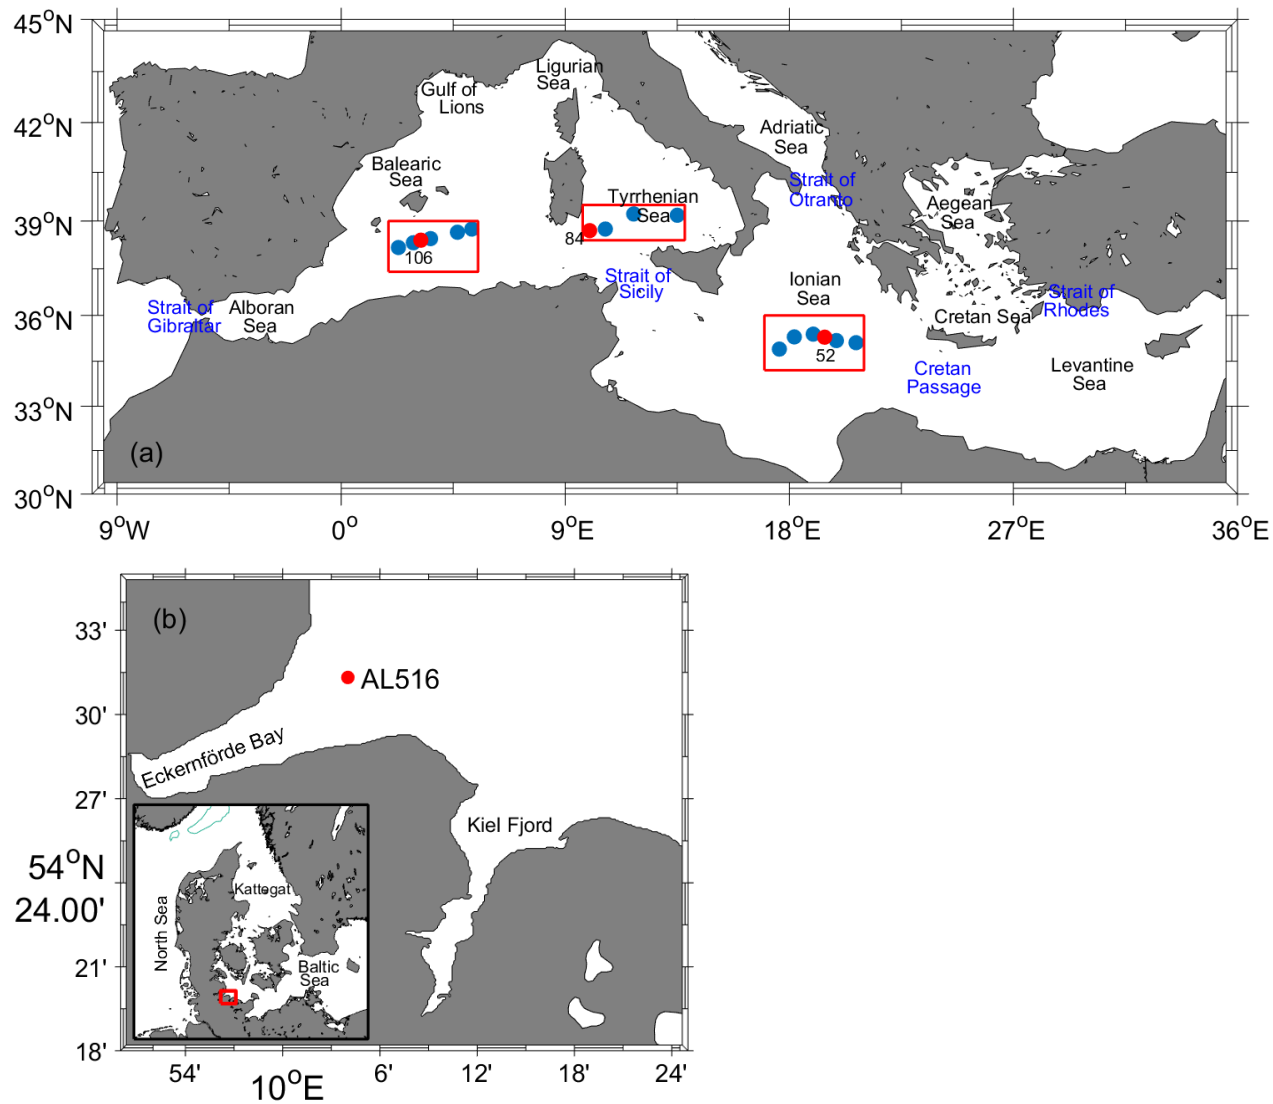 45°N
42°N
39°N
36°N
33°N
30°N
9°W
0°
9°E
18°E
27°E
36°E
(a)
Ligurian
Sea
Gulf of
Lions
Balearic
Sea
Adriatic
Sea
Strait of
Otranto
Tyrrhenian
Sea
Aegean
Sea
84
106
Strait of
Sicily
Ionian
Sea
Strait of
Gibraltar
Alboran
Sea
Strait of
Rhodes
Cretan Sea
52
Cretan
Passage
Levantine
Sea
(b)
33'
30'
27'
54°N
24.00'
21'
18'
54'
10°E
6'
12'
18'
24'
AL516
Eckernförde Bay
Kiel Fjord
North Sea
Kattegat
Baltic
Sea